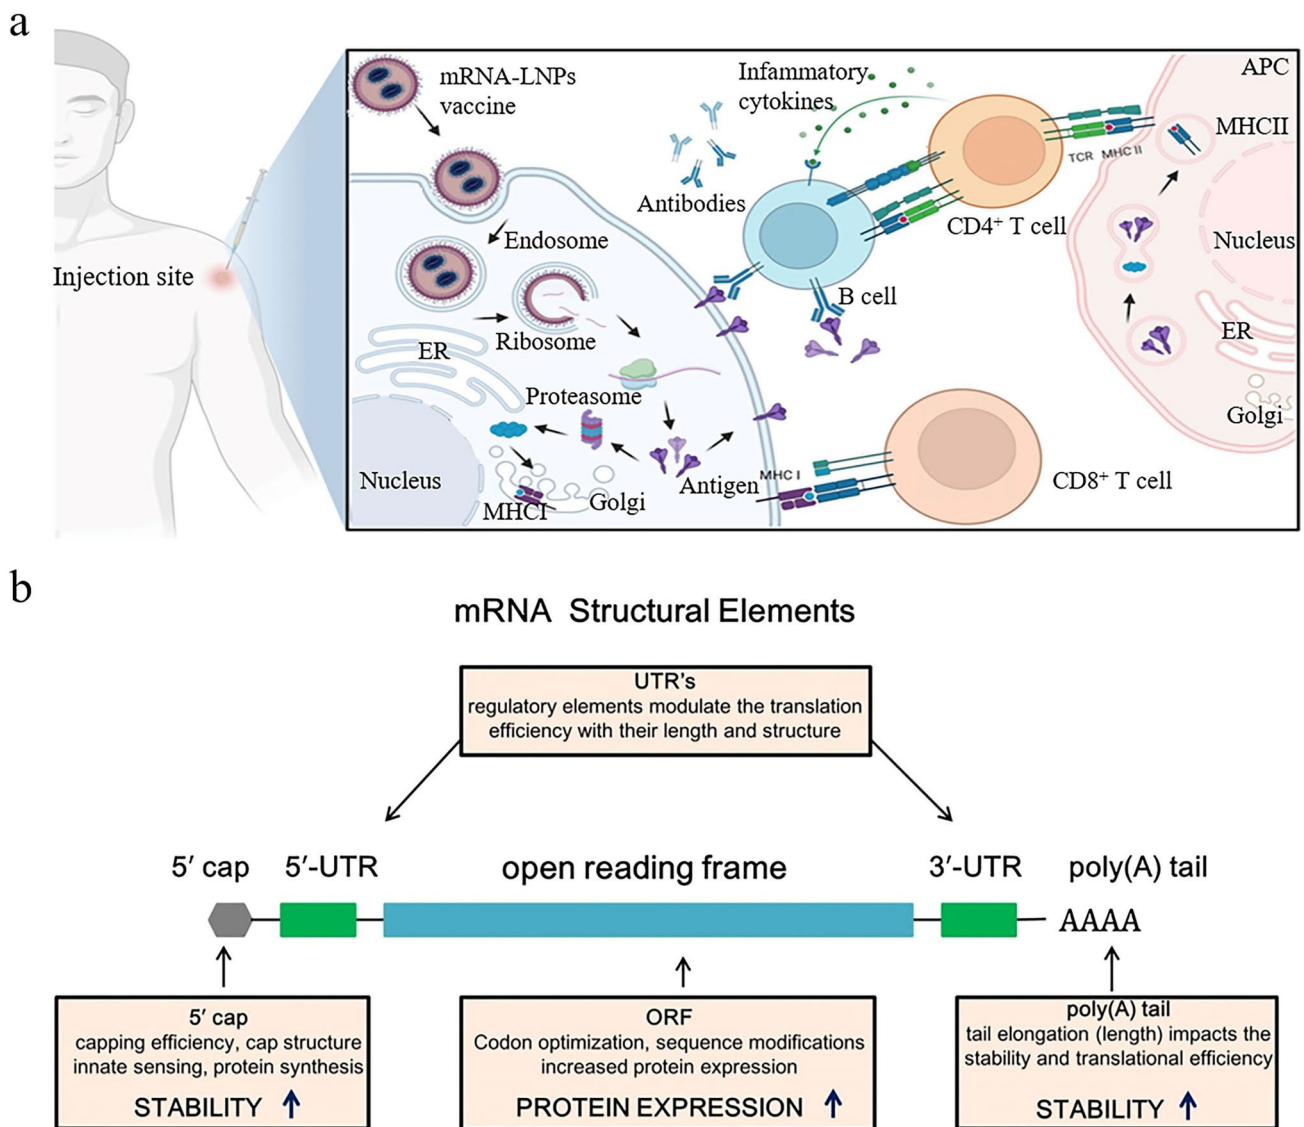 a
mRNA-LNPs
vaccine
Infammatory
cytokines
APC
MHCII
TCR MHC II
Antibodies
CD4⁺ T cell
Nucleus
Endosome
Injection site
B cell
Ribosome
ER
ER
Proteasome
Golgi
Nucleus
Antigen
MHC I
CD8⁺ T cell
Golgi
MHCI
b
mRNA Structural Elements
UTR's
regulatory elements modulate the translation
efficiency with their length and structure
5′ cap
5′-UTR
open reading frame
3′-UTR
poly(A) tail
AAAA
5′ cap
capping efficiency, cap structure
innate sensing, protein synthesis
STABILITY ↑
ORF
Codon optimization, sequence modifications
increased protein expression
PROTEIN EXPRESSION ↑
poly(A) tail
tail elongation (length) impacts the
stability and translational efficiency
STABILITY ↑